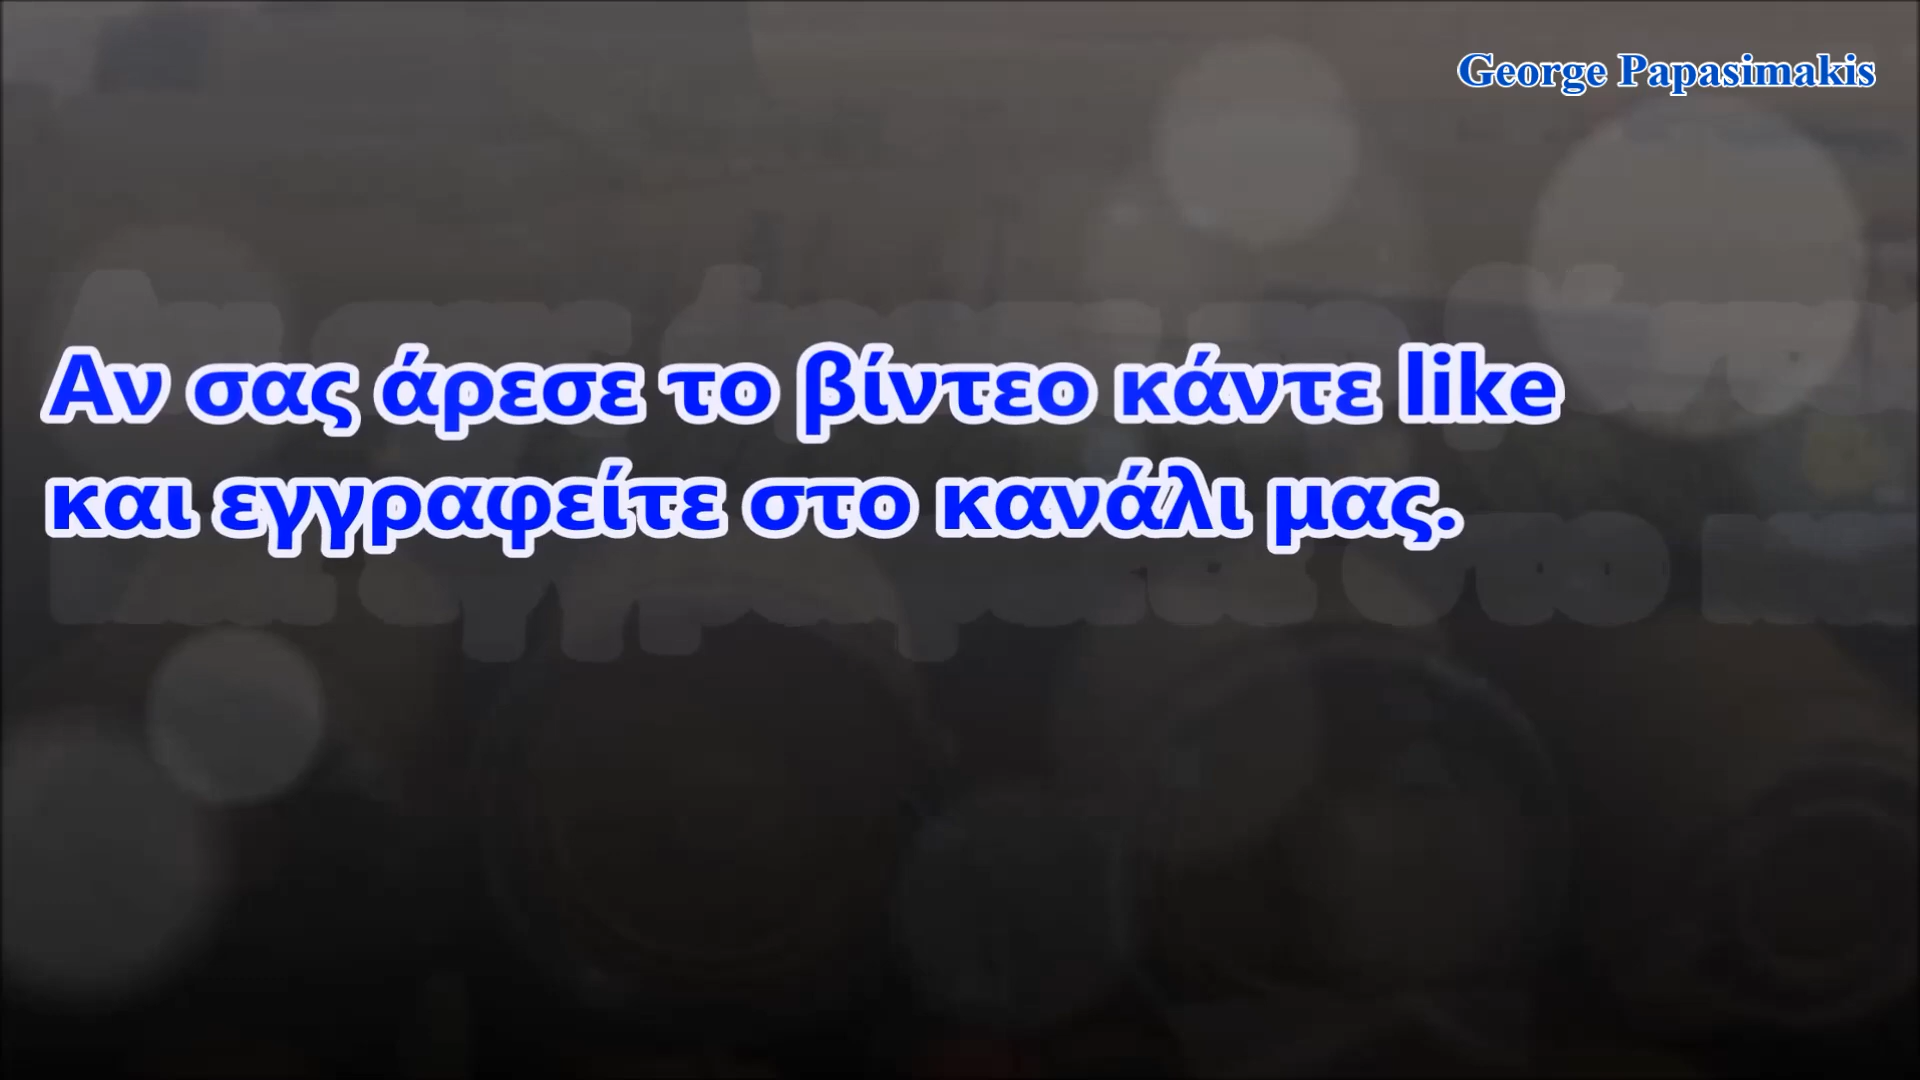 George Papasimakis
Αν σας άρεσε το βίντεο κάντε like
και εγγραφείτε στο κανάλι μας.